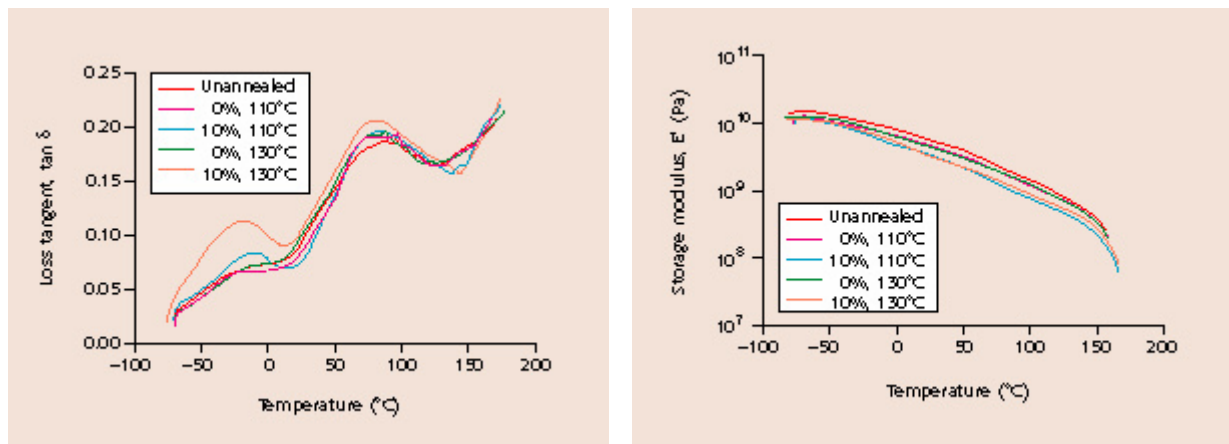 0.25
0.20
0.15
0.10
0.05
0.00
Loss tangent, tan δ
Unannealed
0%, 110°C
10%, 110°C
0%, 130°C
10%, 130°C
−100 −50 0 50 100 150 200
Temperature (°C)
10¹¹
10¹⁰
10⁹
10⁸
10⁷
Storage modulus, E' (Pa)
Unannealed
0%, 110°C
10%, 110°C
0%, 130°C
10%, 130°C
−100 −50 0 50 100 150 200
Temperature (°C)